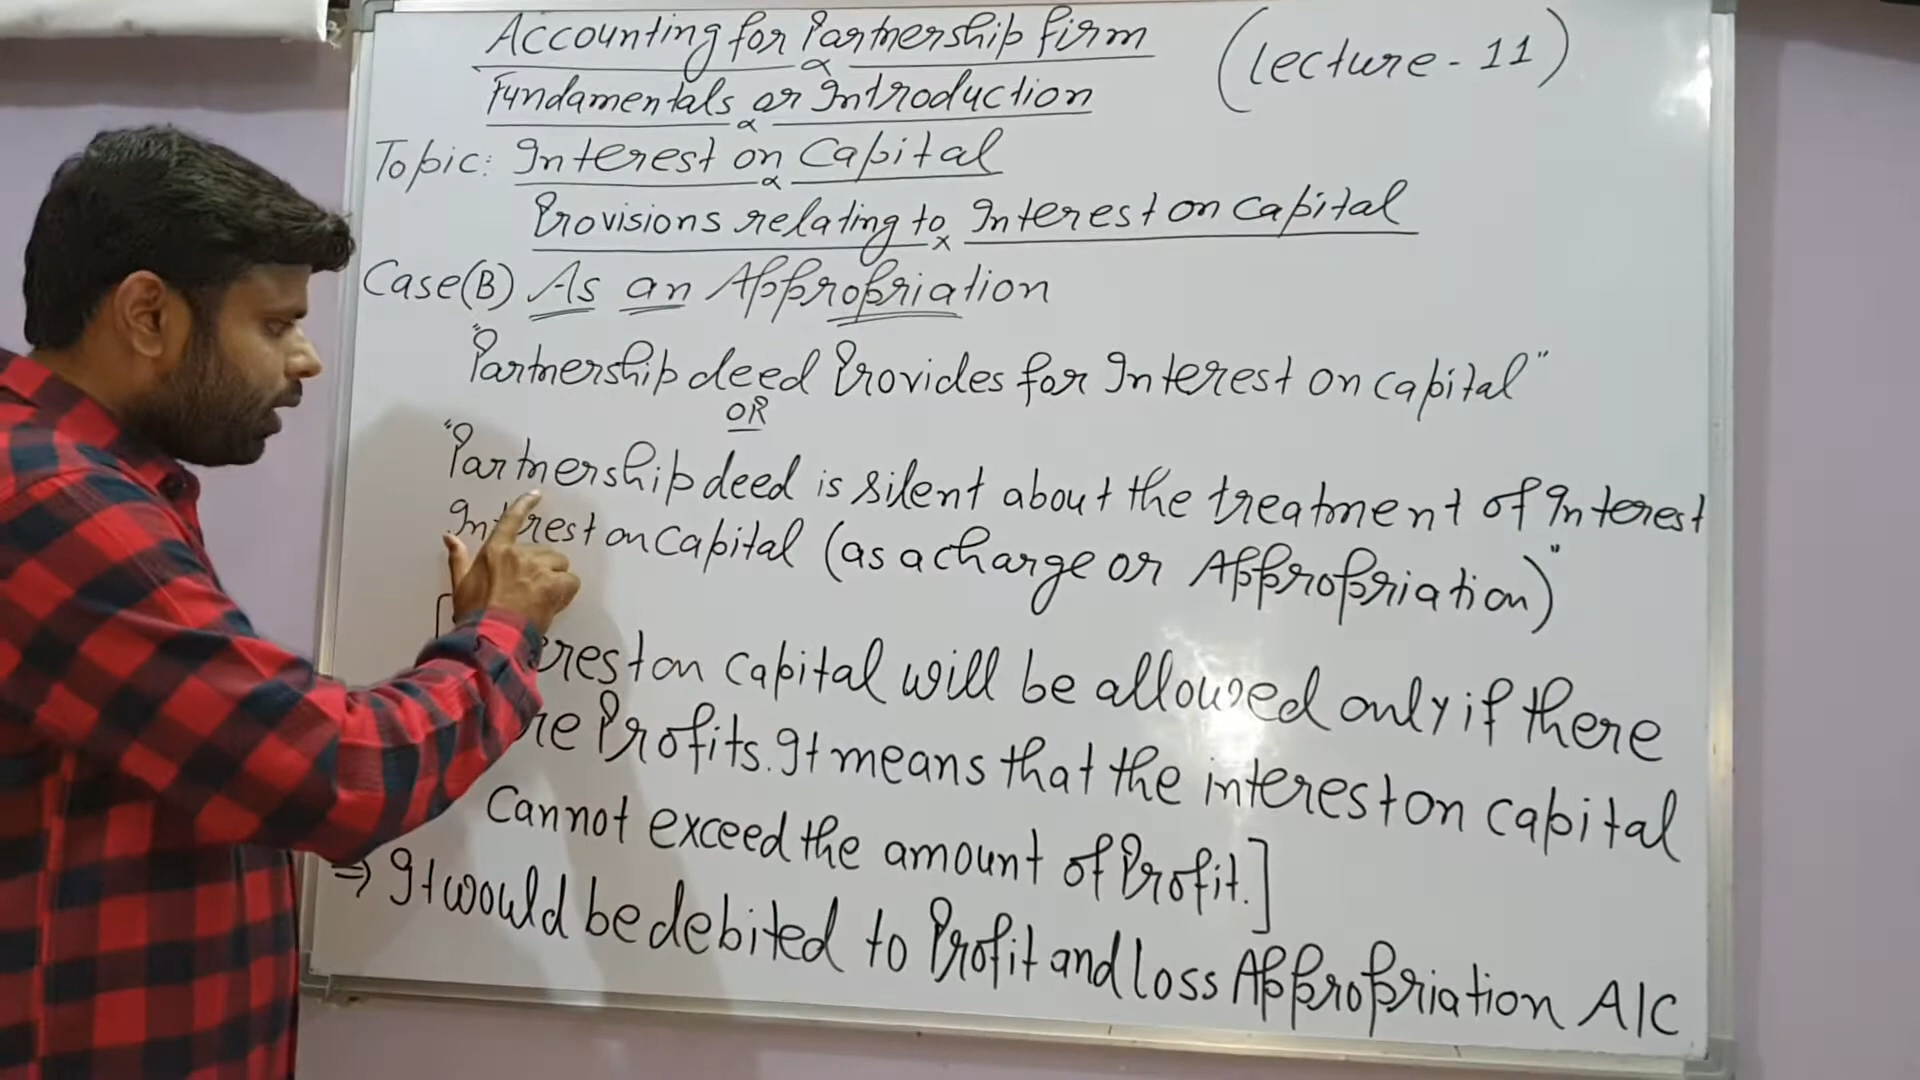 Accounting for Partnership firm
(Lecture - 11)
Fundamentals or Introduction
Topic: Interest on Capital
Provisions relating to Interest on capital
Case(B) As an Appropriation
"Partnership deed Provides for Interest on capital"
OR
"Partnership deed is silent about the treatment of Interest
Interest on capital (as a charge or Appropriation)"
on capital will be allowed only if there
Profits. It means that the interest on capital
Cannot exceed the amount of Profit.]
⇒ It would be debited to Profit and loss Appropriation A/C